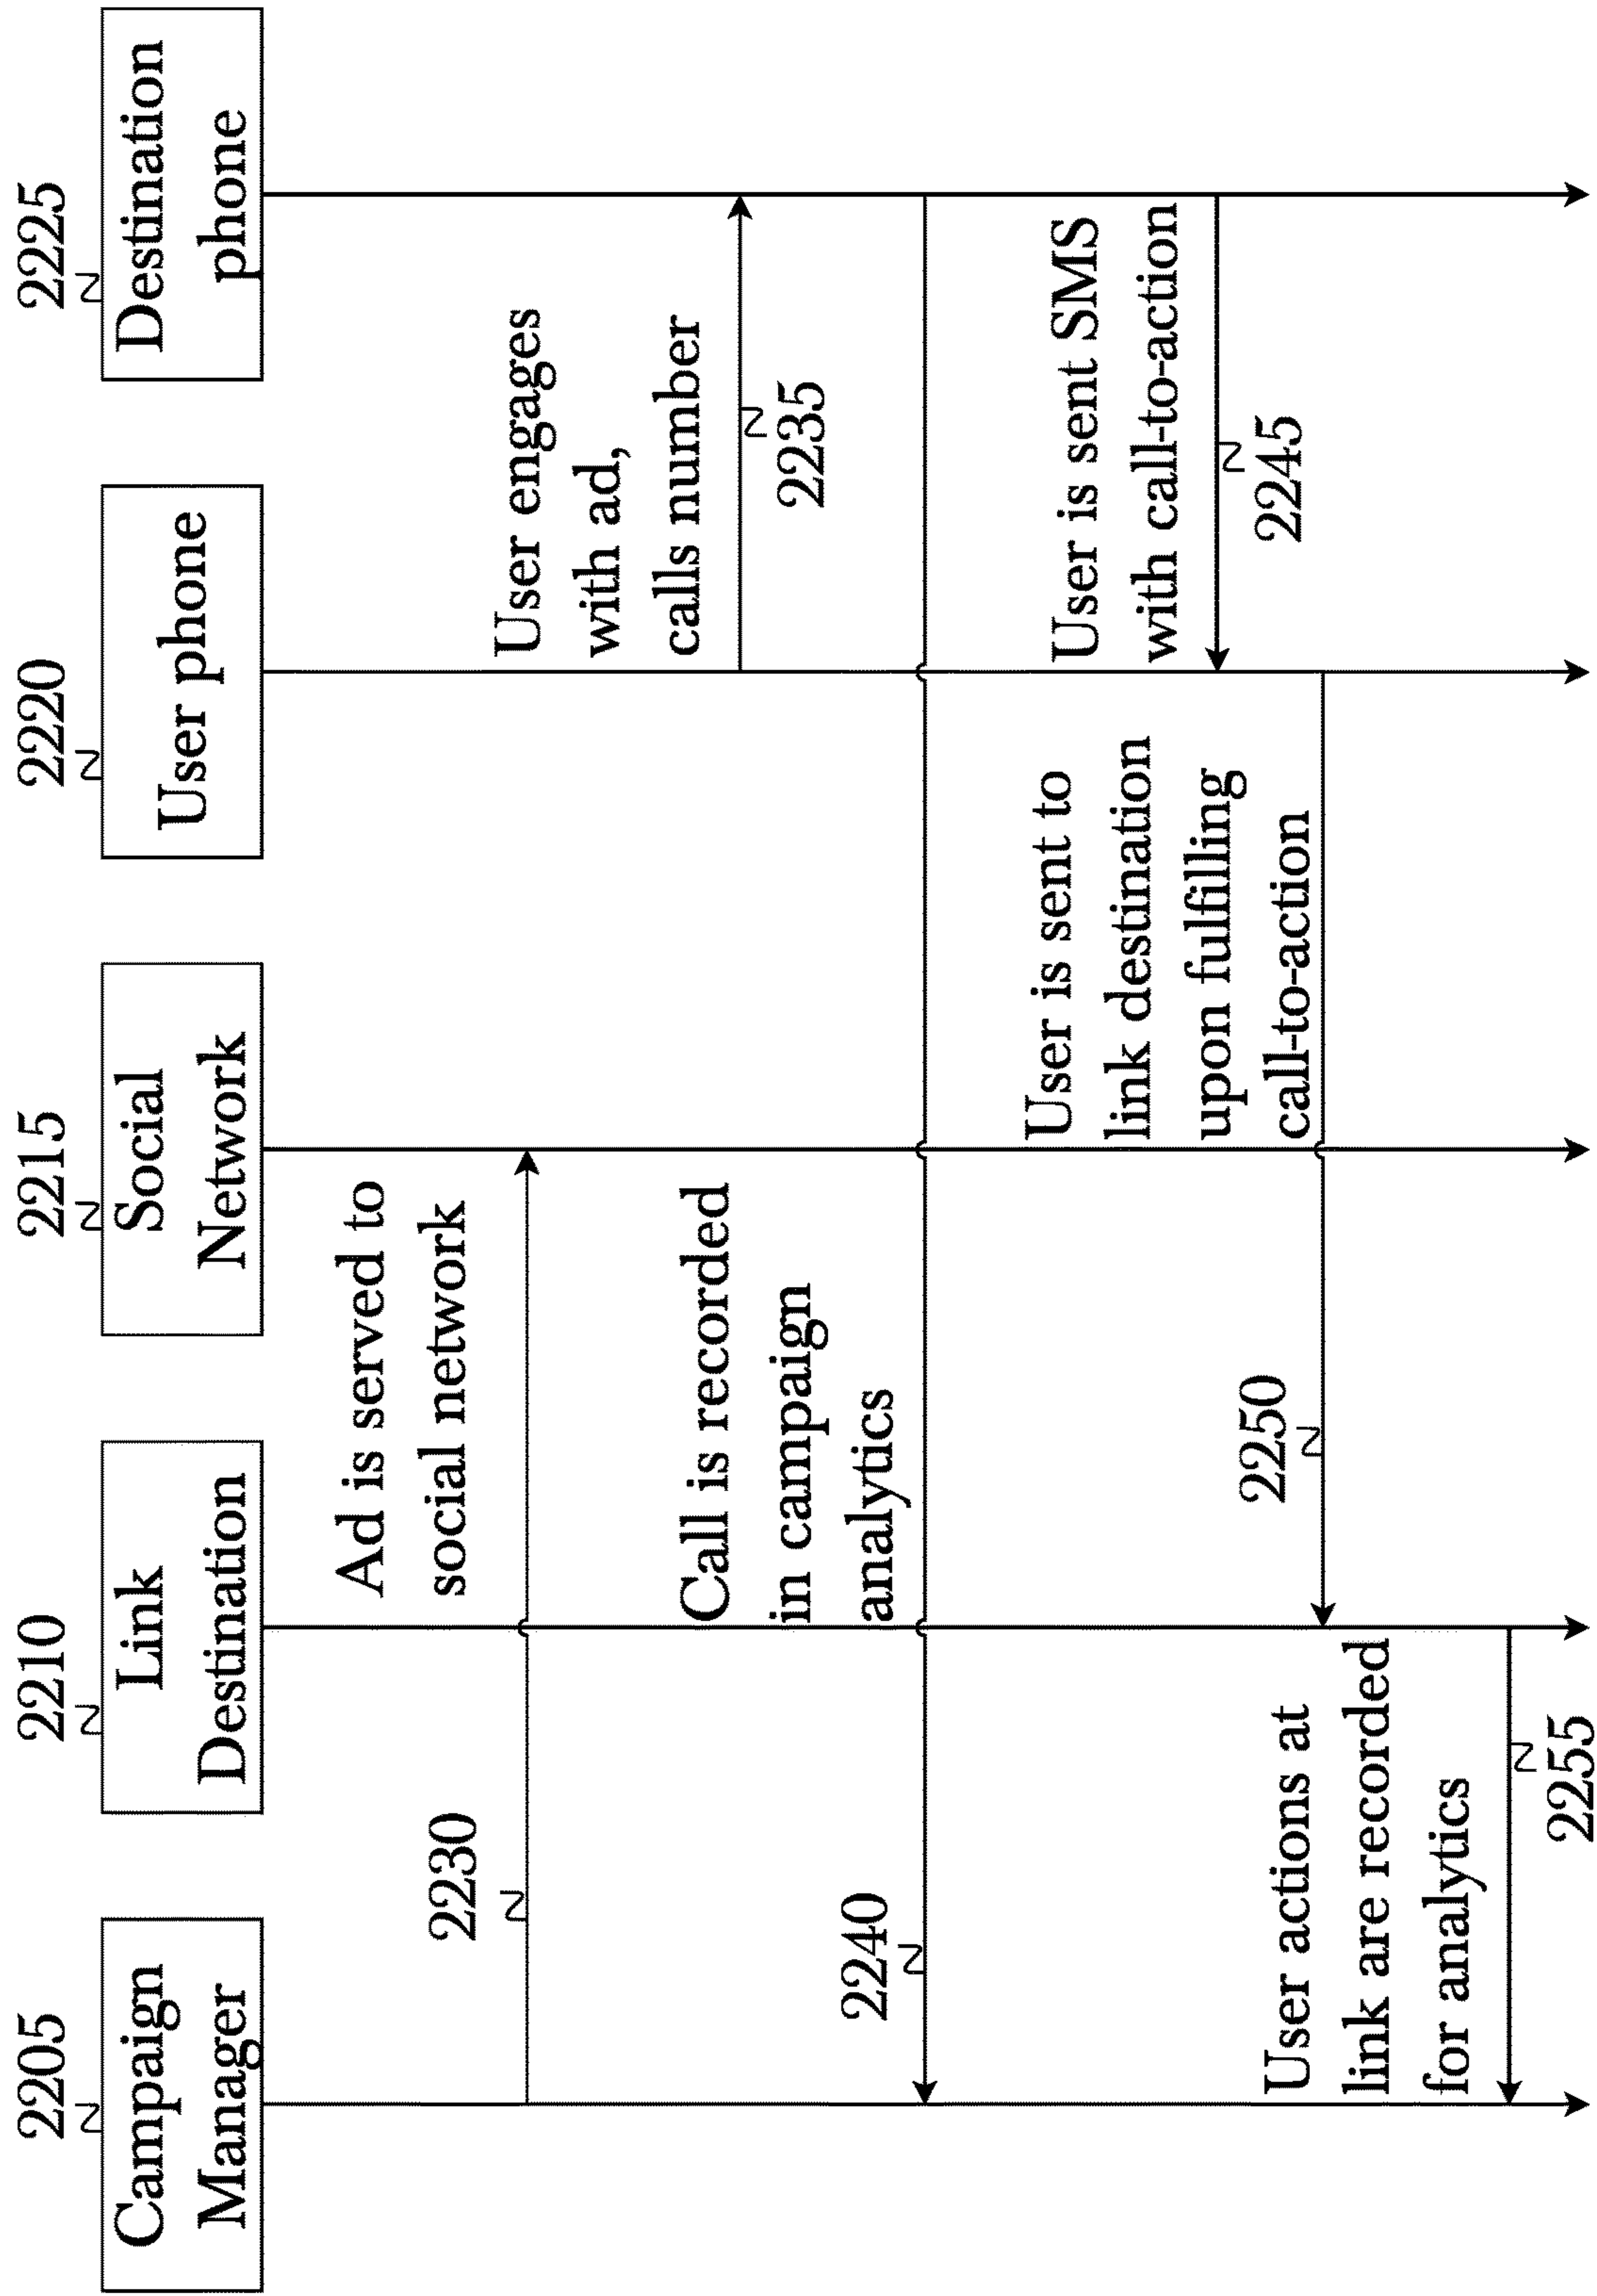 2205
Campaign
Manager
2210
Link
Destination
2215
Social
Network
2220
User phone
2225
Destination
phone
Ad is served to
social network
2230
User engages
with ad,
calls number
2235
Call is recorded
in campaign
analytics
2240
User is sent SMS
with call-to-action
2245
User is sent to
link destination
upon fulfilling
call-to-action
2250
User actions at
link are recorded
for analytics
2255